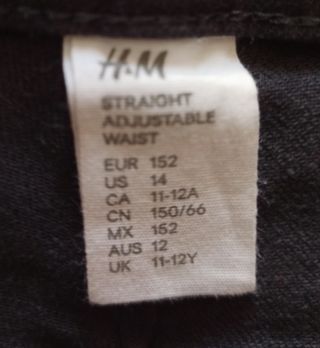 H&M
STRAIGHT
ADJUSTABLE
WAIST
EUR 152
US 14
CA 11-12A
CN 150/66
MX 152
AUS 12
UK 11-12Y